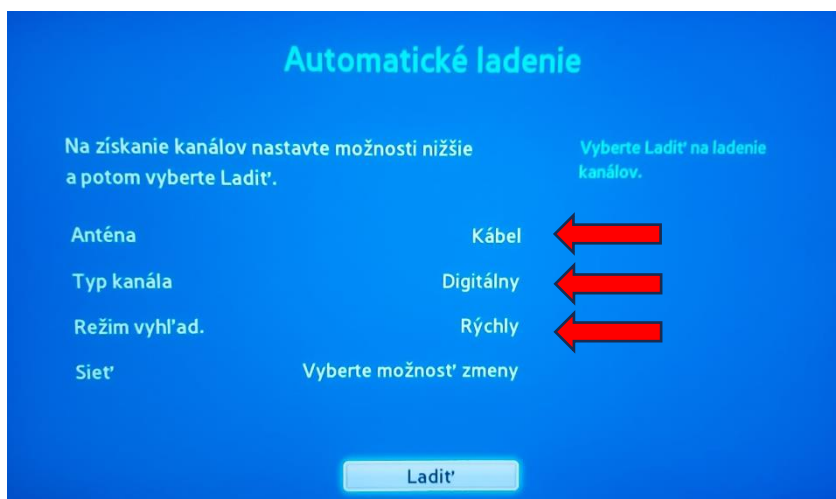 Automatické ladenie
Na získanie kanálov nastavte možnosti nižšie
a potom vyberte Ladiť.
Vyberte Ladiť na ladenie
kanálov.
Anténa Kábel
Typ kanála Digitálny
Režim vyhľad. Rýchly
Sieť Vyberte možnosť zmeny
Ladiť